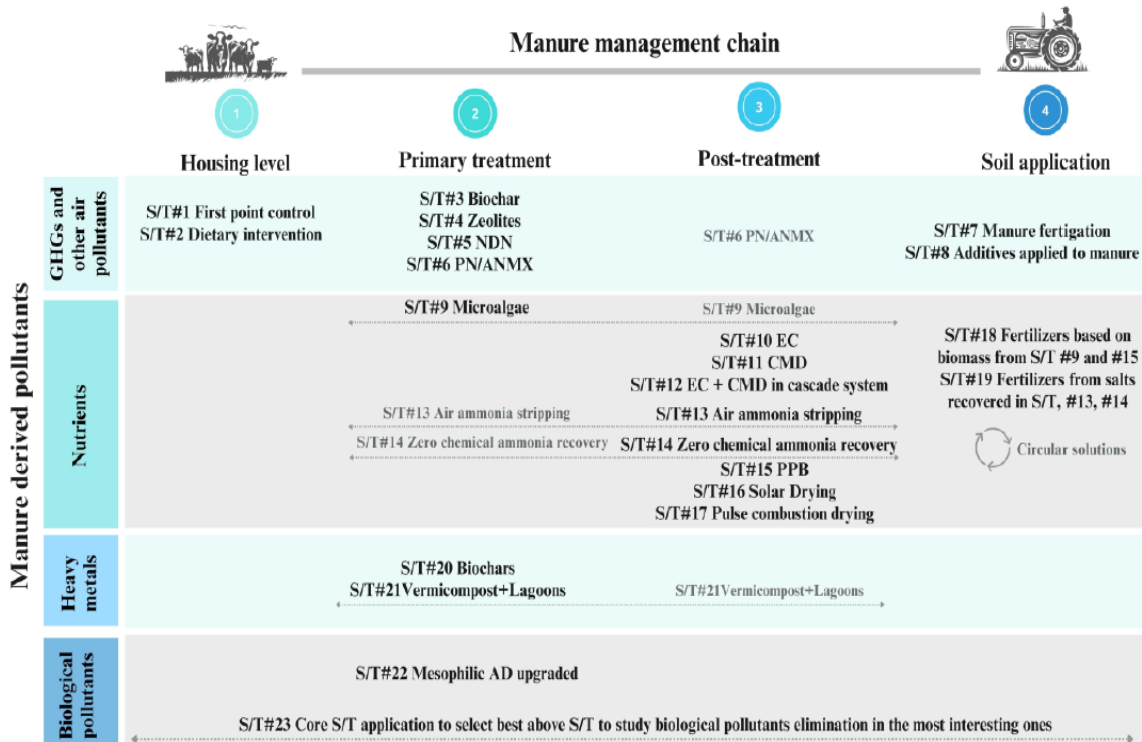 Manure management chain
1
2
3
4
Housing level
Primary treatment
Post-treatment
Soil application
Manure derived pollutants
GHGs and
other air
pollutants
S/T#1 First point control
S/T#2 Dietary intervention
S/T#3 Biochar
S/T#4 Zeolites
S/T#5 NDN
S/T#6 PN/ANMX
S/T#6 PN/ANMX
S/T#7 Manure fertigation
S/T#8 Additives applied to manure
Nutrients
S/T#9 Microalgae
S/T#9 Microalgae
S/T#10 EC
S/T#11 CMD
S/T#12 EC + CMD in cascade system
S/T#13 Air ammonia stripping
S/T#13 Air ammonia stripping
S/T#14 Zero chemical ammonia recovery
S/T#14 Zero chemical ammonia recovery
S/T#15 PPB
S/T#16 Solar Drying
S/T#17 Pulse combustion drying
S/T#18 Fertilizers based on
biomass from S/T #9 and #15
S/T#19 Fertilizers from salts
recovered in S/T, #13, #14
Circular solutions
Heavy
metals
S/T#20 Biochars
S/T#21Vermicompost+Lagoons
S/T#21Vermicompost+Lagoons
Biological
pollutants
S/T#22 Mesophilic AD upgraded
S/T#23 Core S/T application to select best above S/T to study biological pollutants elimination in the most interesting ones